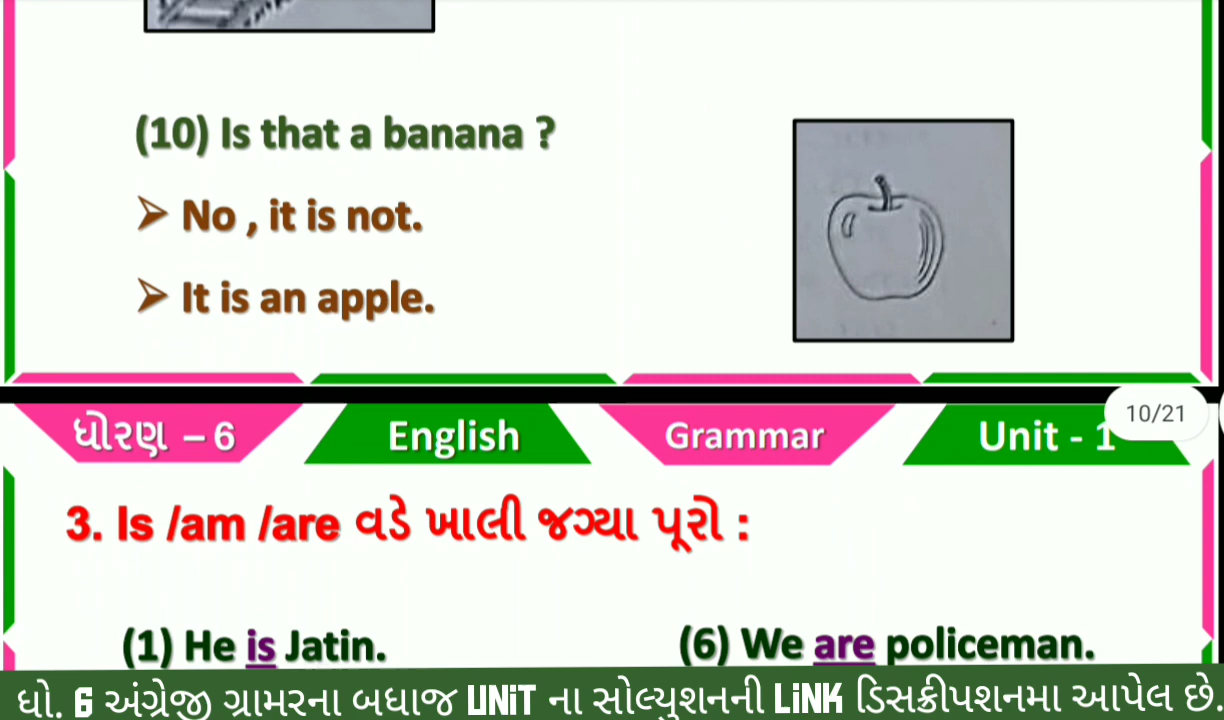 (10) Is that a banana ?
➢ No , it is not.
➢ It is an apple.
ધોરણ – 6 English Grammar Unit - 1
10/21
3. Is /am /are વડે ખાલી જગ્યા પૂરો :
(1) He is Jatin. (6) We are policeman.
ધો. 6 અંગ્રેજી ગ્રામરના બધાજ UNiT ના સોલ્યુશનની LiNK ડિસક્રીપશનમા આપેલ છે.